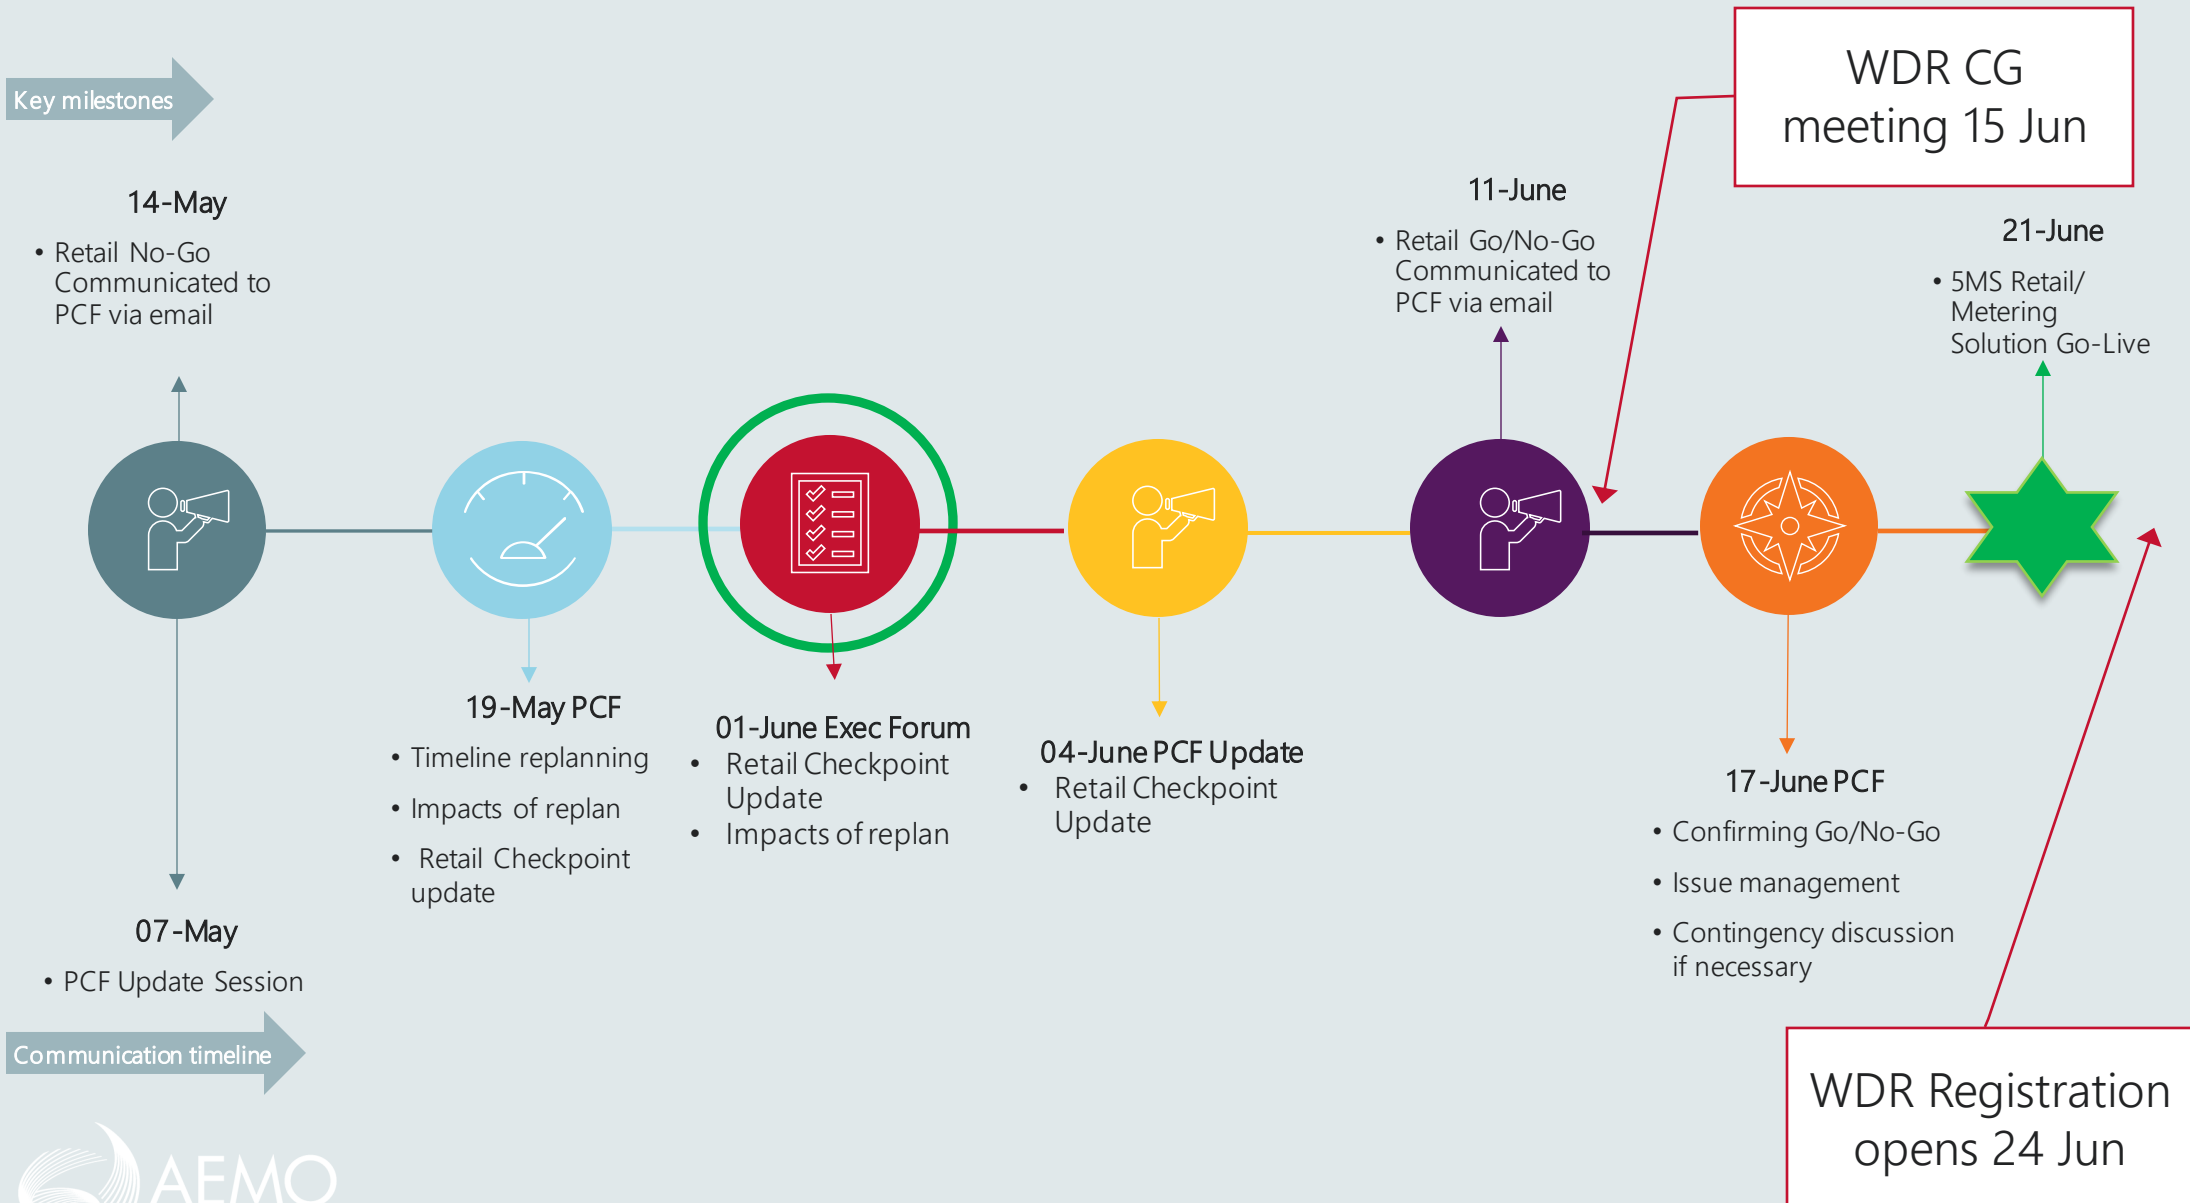 Key milestones
WDR CG
meeting 15 Jun
14-May
• Retail No-Go
Communicated to
PCF via email
11-June
• Retail Go/No-Go
Communicated to
PCF via email
21-June
• 5MS Retail/
Metering
Solution Go-Live
07-May
• PCF Update Session
19-May PCF
• Timeline replanning
• Impacts of replan
• Retail Checkpoint
update
01-June Exec Forum
• Retail Checkpoint
Update
• Impacts of replan
04-June PCF Update
• Retail Checkpoint
Update
17-June PCF
• Confirming Go/No-Go
• Issue management
• Contingency discussion
if necessary
Communication timeline
WDR Registration
opens 24 Jun
AEMO